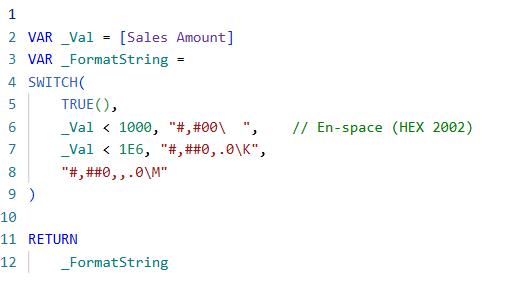 1
2 VAR _Val = [Sales Amount]
3 VAR _FormatString =
4 SWITCH(
5 TRUE(),
6 _Val < 1000, "#,#00\  ", // En-space (HEX 2002)
7 _Val < 1E6, "#,##0,.0\K",
8 "#,##0,,.0\M"
9 )
10
11 RETURN
12 _FormatString